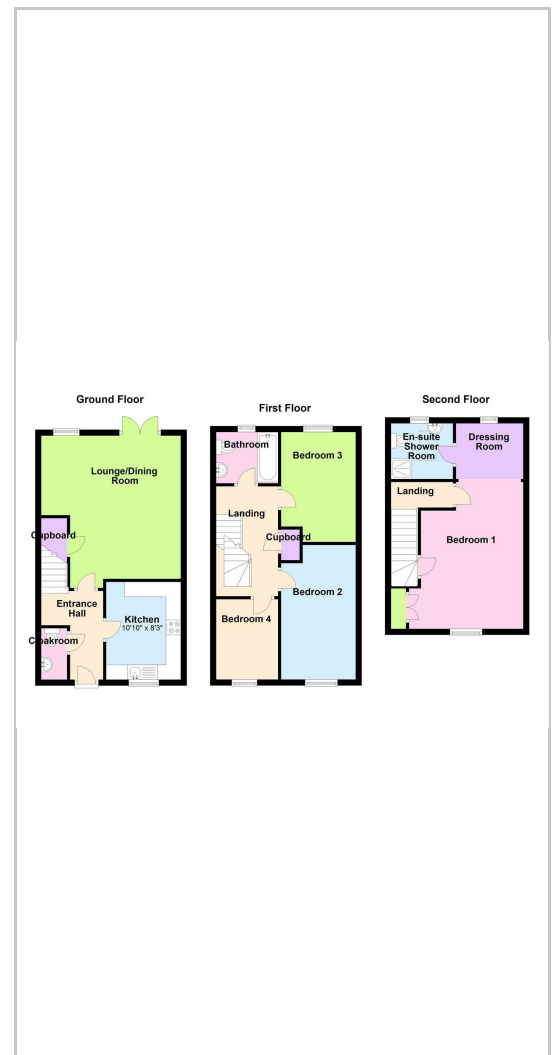 Ground Floor
Lounge/Dining
Room
Cupboard
Entrance
Hall
Kitchen
10'10" x 8'3"
Cloakroom
First Floor
Bathroom
Bedroom 3
Landing
Cupboard
Bedroom 2
Bedroom 4
Second Floor
En-suite
Shower
Room
Dressing
Room
Landing
Bedroom 1